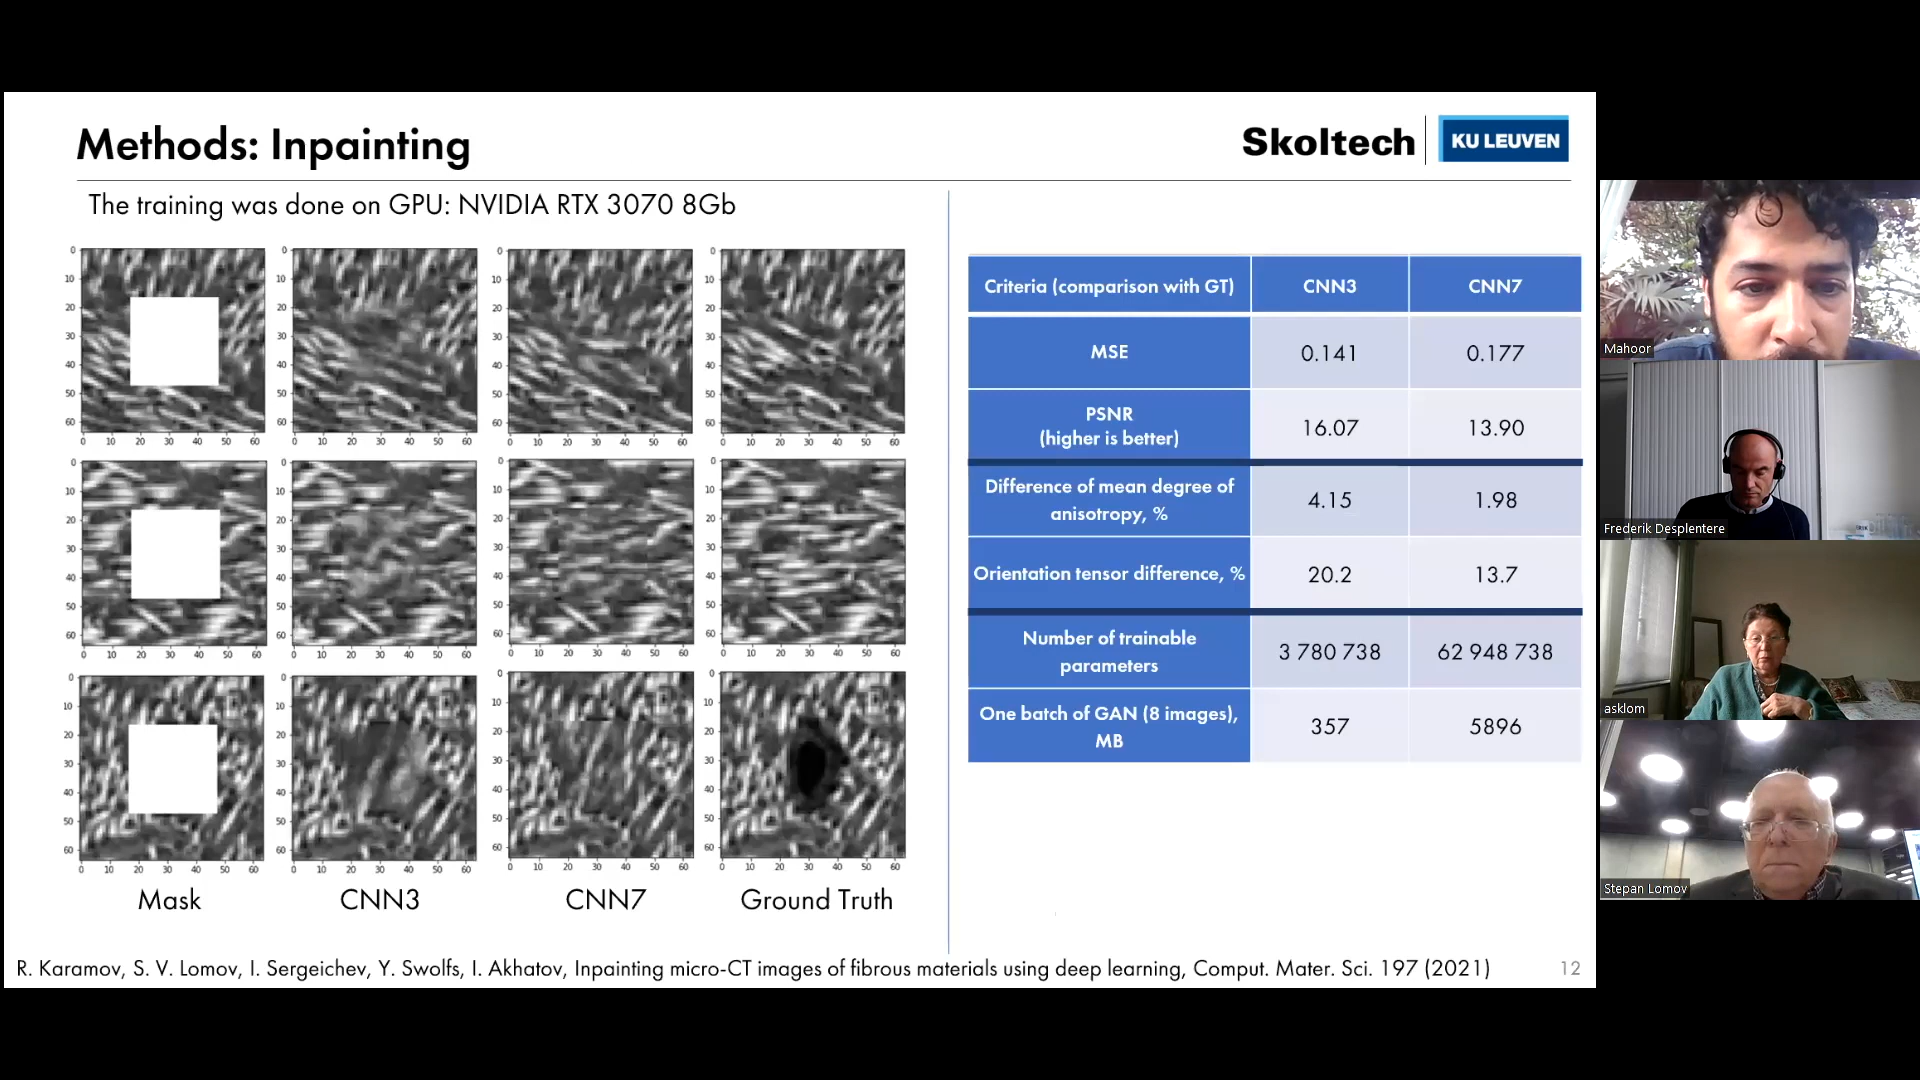 Methods: Inpainting
Skoltech
KU LEUVEN
The training was done on GPU: NVIDIA RTX 3070 8Gb
Mask
CNN3
CNN7
Ground Truth
Criteria (comparison with GT) CNN3 CNN7
MSE 0.141 0.177
PSNR
(higher is better) 16.07 13.90
Difference of mean degree of
anisotropy, % 4.15 1.98
Orientation tensor difference, % 20.2 13.7
Number of trainable
parameters 3 780 738 62 948 738
One batch of GAN (8 images),
MB 357 5896
R. Karamov, S. V. Lomov, I. Sergeichev, Y. Swolfs, I. Akhatov, Inpainting micro-CT images of fibrous materials using deep learning, Comput. Mater. Sci. 197 (2021)
12
Mahoor
Frederik Desplentere
asklom
Stepan Lomov